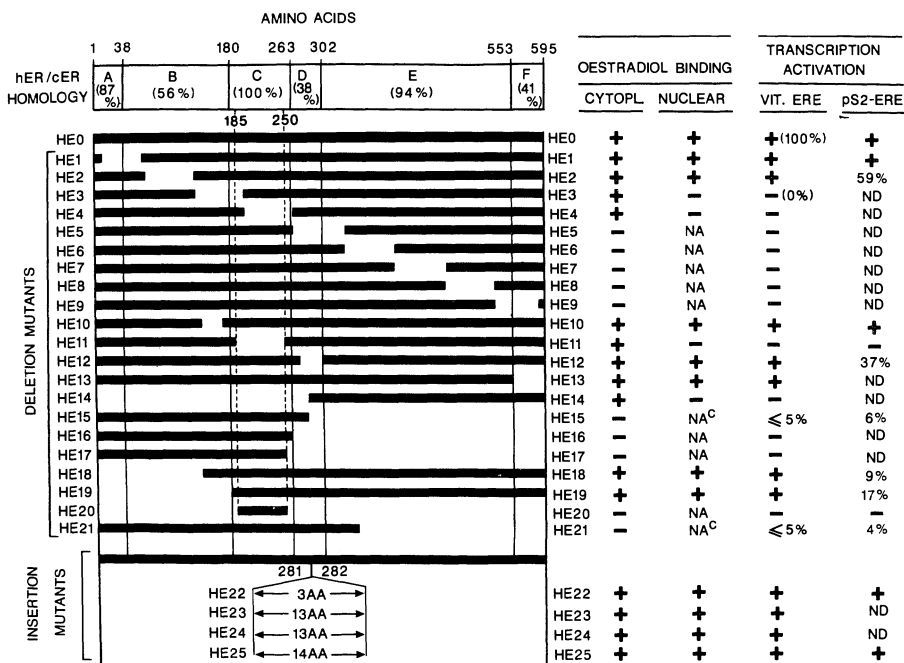 AMINO ACIDS
1 38 180 263 302 553 595
OESTRADIOL BINDING
TRANSCRIPTION ACTIVATION
hER/cER HOMOLOGY
A (87 %)
B (56 %)
C (100 %)
D (38 %)
E (94 %)
F (41 %)
CYTOPL. NUCLEAR VIT. ERE pS2-ERE
185 250
DELETION MUTANTS
HE0 HE0 + + +(100%) +
HE1 HE1 + + + +
HE2 HE2 + + + 59%
HE3 HE3 + − −(0%) ND
HE4 HE4 + − − ND
HE5 HE5 − NA − ND
HE6 HE6 − NA − ND
HE7 HE7 − NA − ND
HE8 HE8 − NA − ND
HE9 HE9 − NA − ND
HE10 HE10 + + + +
HE11 HE11 + − − −
HE12 HE12 + + + 37%
HE13 HE13 + + + ND
HE14 HE14 + − − ND
HE15 HE15 − NAC ⩽5% 6%
HE16 HE16 − NA − ND
HE17 HE17 − NA − ND
HE18 HE18 + + + 9%
HE19 HE19 + + + 17%
HE20 HE20 − NA − −
HE21 HE21 − NAC ⩽5% 4%
INSERTION MUTANTS
281 282
HE22 3AA HE22 + + + +
HE23 13AA HE23 + + + ND
HE24 13AA HE24 + + + ND
HE25 14AA HE25 + + + +